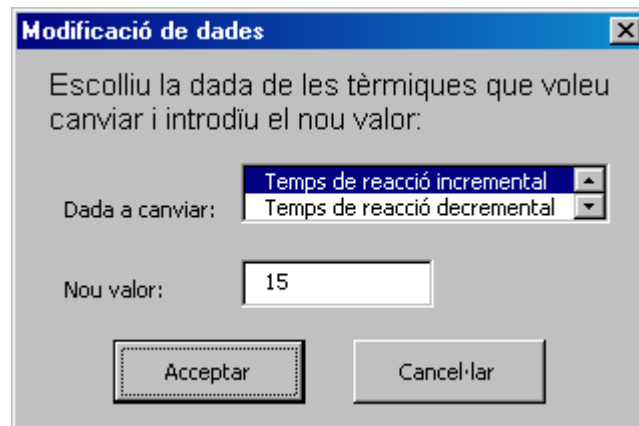 Modificació de dades
Escolliu la dada de les tèrmiques que voleu
canviar i introdïu el nou valor:
Temps de reacció incremental
Dada a canviar:
Temps de reacció decremental
Nou valor:
15
Acceptar
Cancel·lar